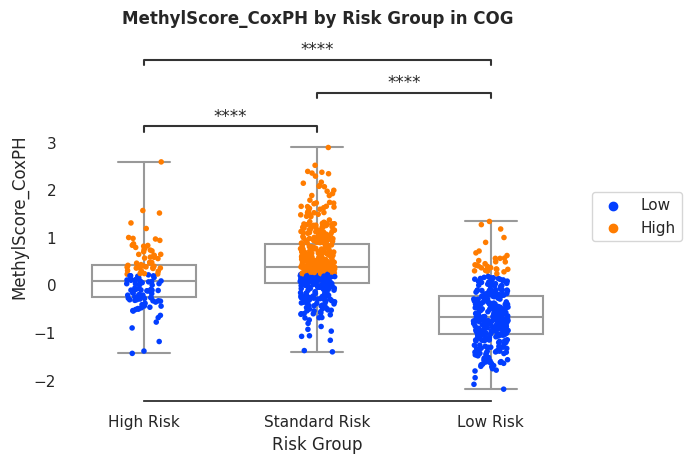 MethylScore_CoxPH by Risk Group in COG
****
****
****
MethylScore_CoxPH
3
2
1
0
−1
−2
Low
High
High Risk
Standard Risk
Low Risk
Risk Group